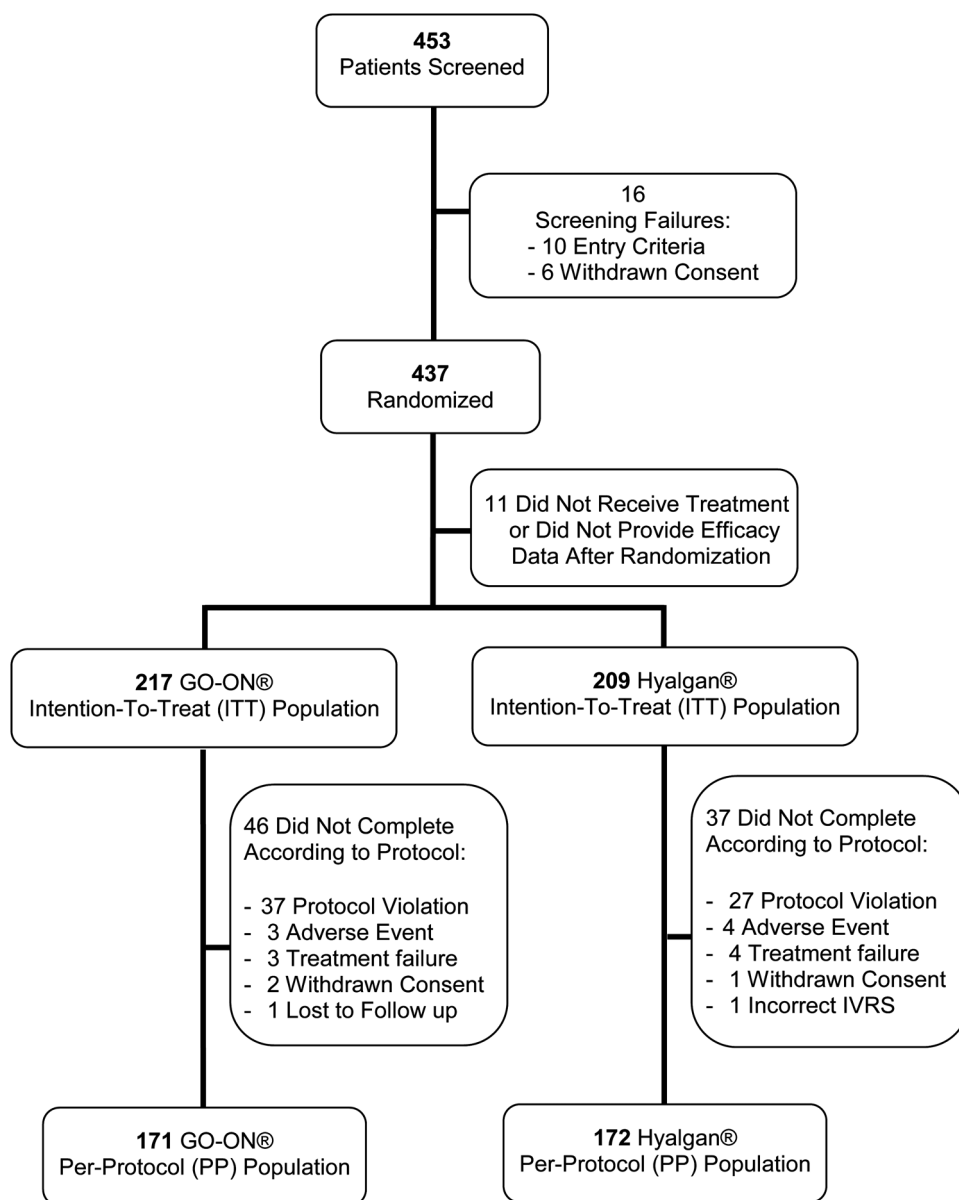 453
Patients Screened
16
Screening Failures:
- 10 Entry Criteria
- 6 Withdrawn Consent
437
Randomized
11 Did Not Receive Treatment
or Did Not Provide Efficacy
Data After Randomization
217 GO-ON®
Intention-To-Treat (ITT) Population
209 Hyalgan®
Intention-To-Treat (ITT) Population
46 Did Not Complete
According to Protocol:
- 37 Protocol Violation
- 3 Adverse Event
- 3 Treatment failure
- 2 Withdrawn Consent
- 1 Lost to Follow up
37 Did Not Complete
According to Protocol:
- 27 Protocol Violation
- 4 Adverse Event
- 4 Treatment failure
- 1 Withdrawn Consent
- 1 Incorrect IVRS
171 GO-ON®
Per-Protocol (PP) Population
172 Hyalgan®
Per-Protocol (PP) Population